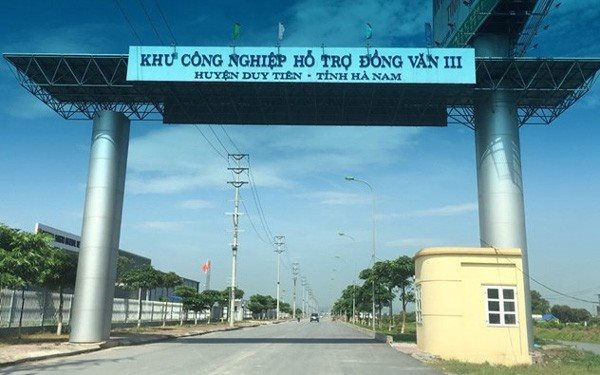 KHU CÔNG NGHIỆP HỖ TRỢ ĐỒNG VĂN III
HUYỆN DUY TIÊN - TỈNH HÀ NAM